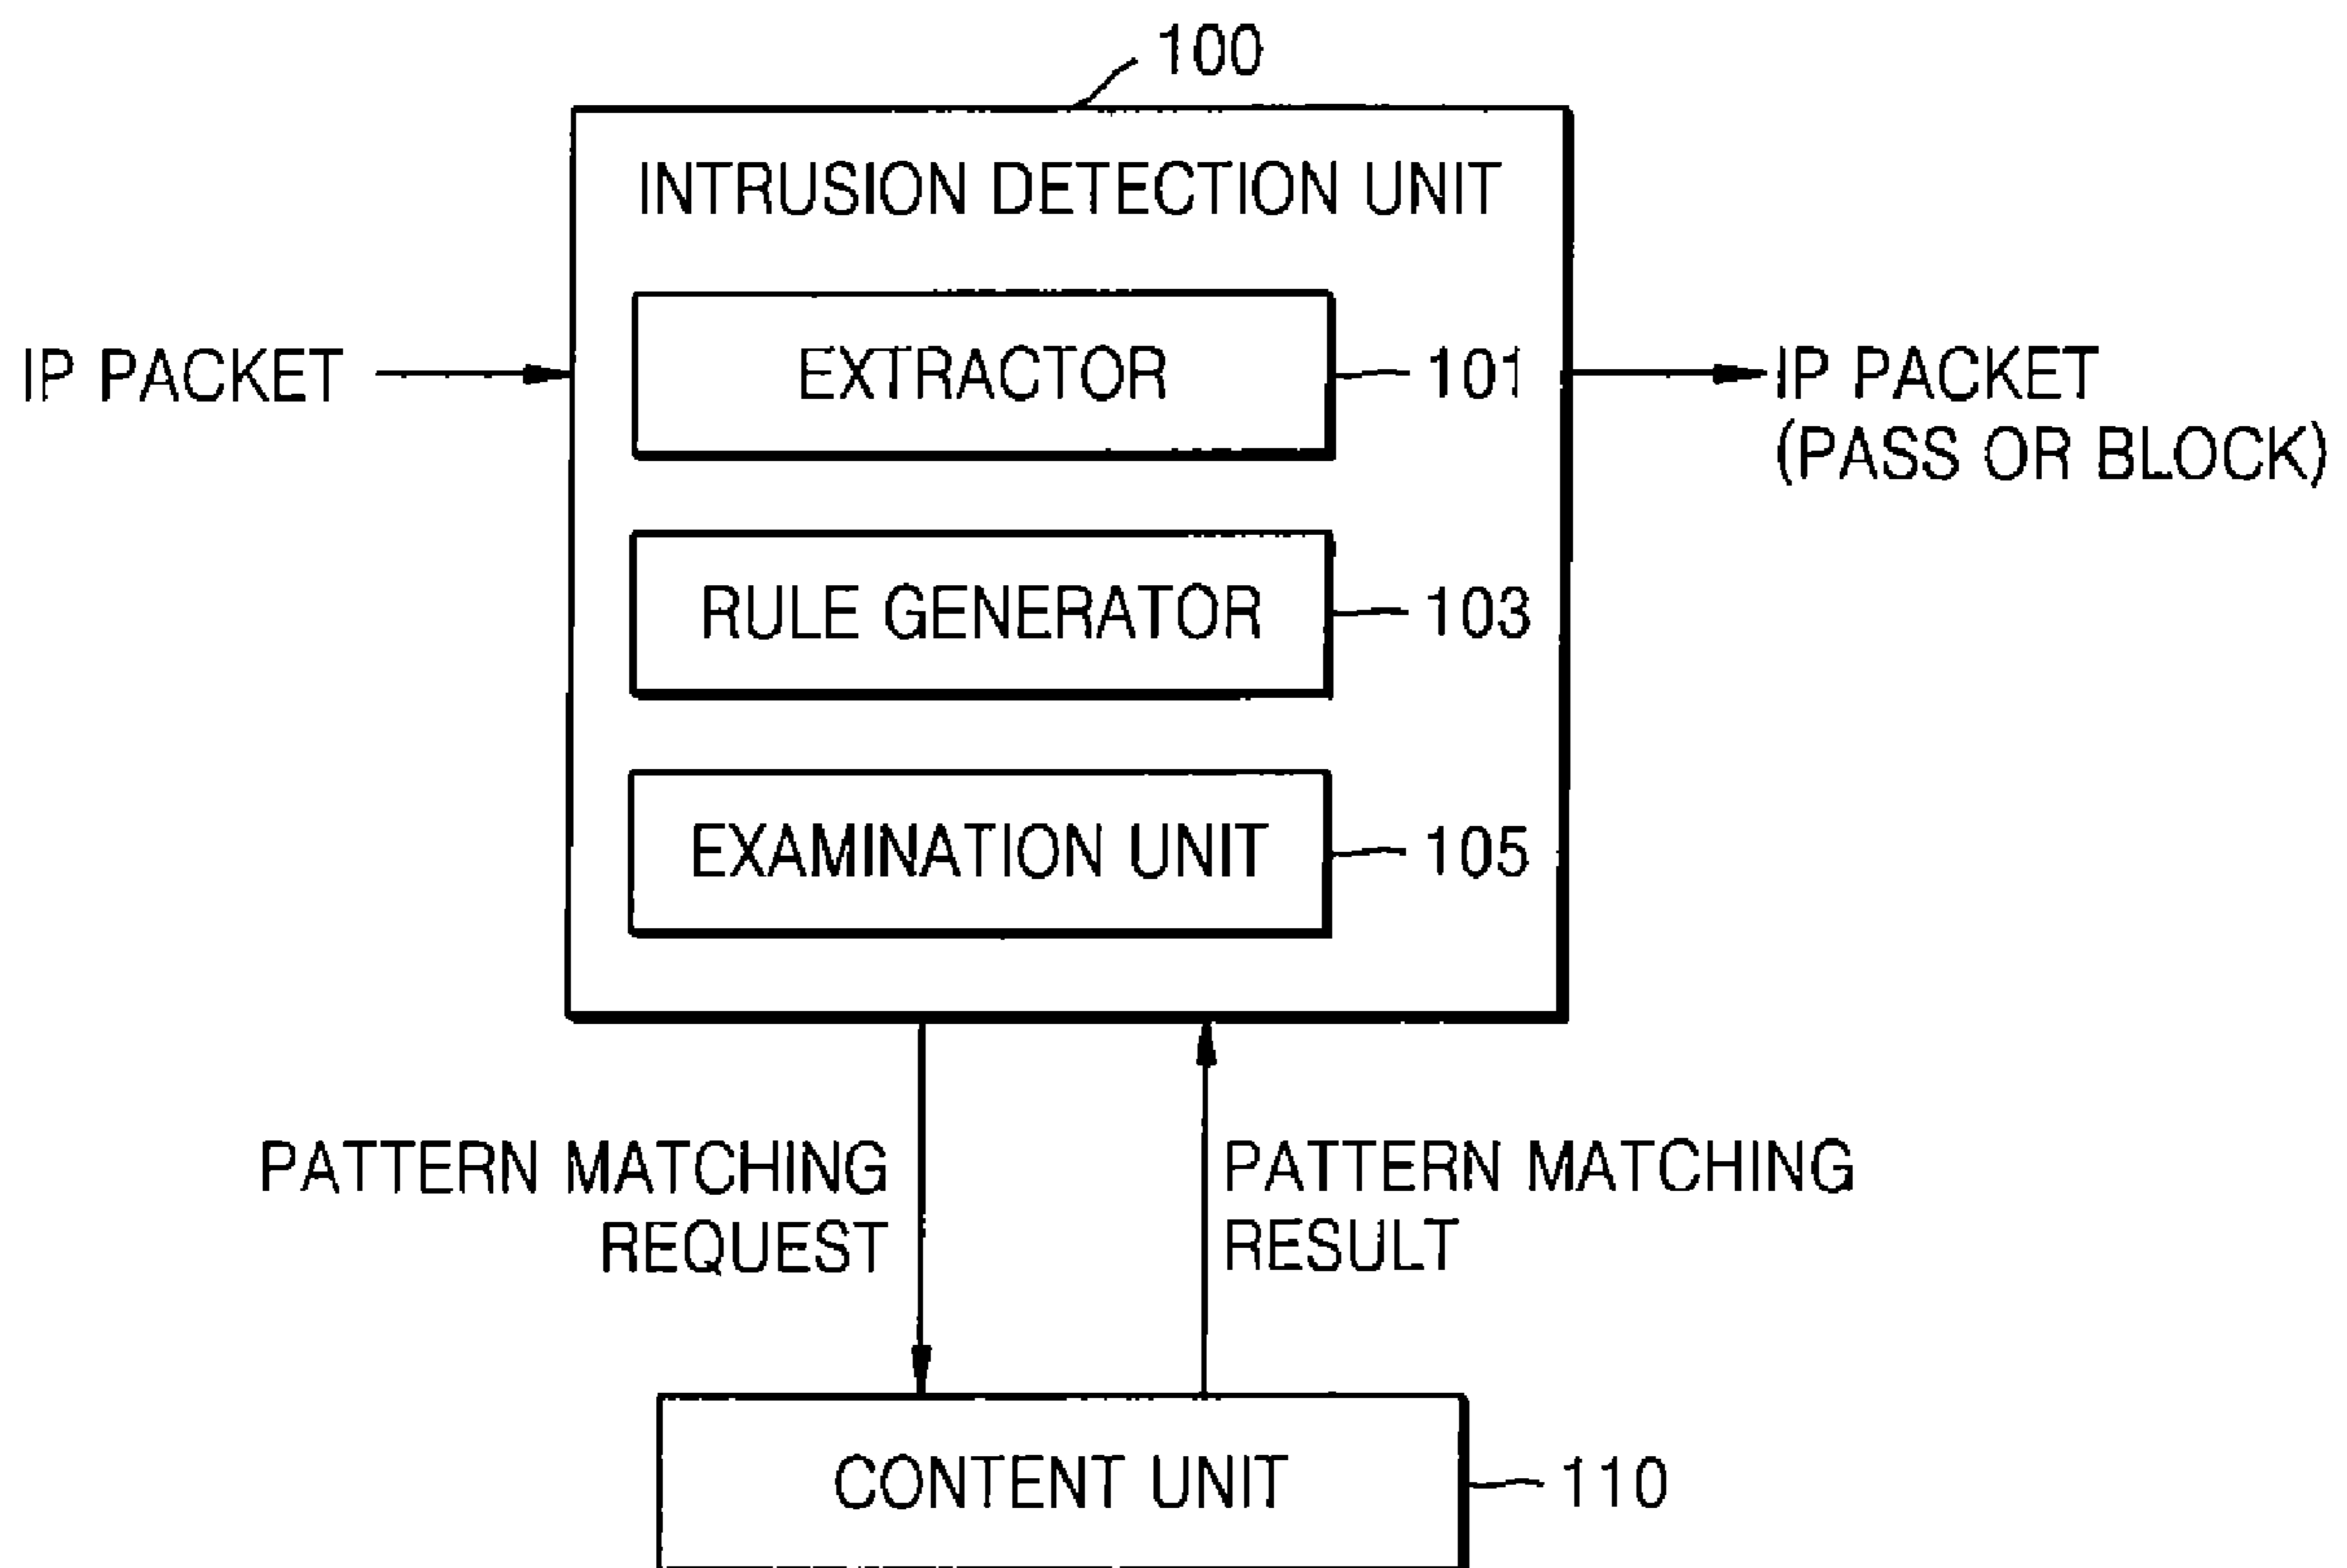 100
INTRUSION DETECTION UNIT
IP PACKET
EXTRACTOR
101
IP PACKET
(PASS OR BLOCK)
RULE GENERATOR
103
EXAMINATION UNIT
105
PATTERN MATCHING
REQUEST
PATTERN MATCHING
RESULT
CONTENT UNIT
110